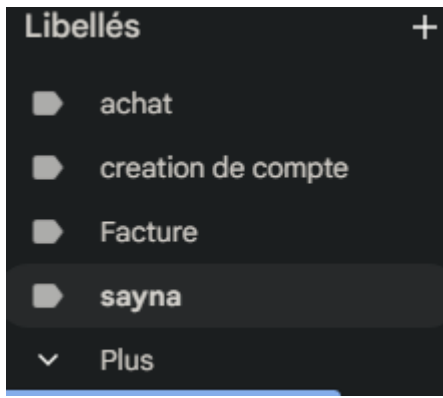 Libellés
achat
creation de compte
Facture
sayna
Plus